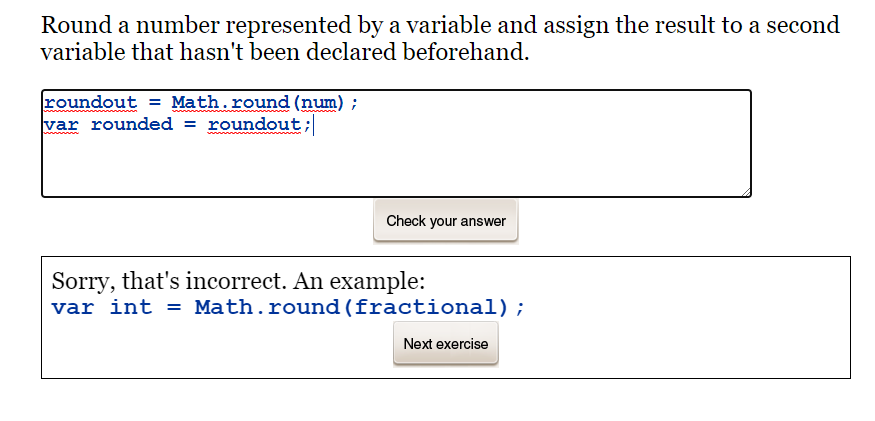 Round a number represented by a variable and assign the result to a second
variable that hasn't been declared beforehand.
roundout = Math.round(num);
var rounded = roundout;
Check your answer
Sorry, that's incorrect. An example:
var int = Math.round(fractional);
Next exercise